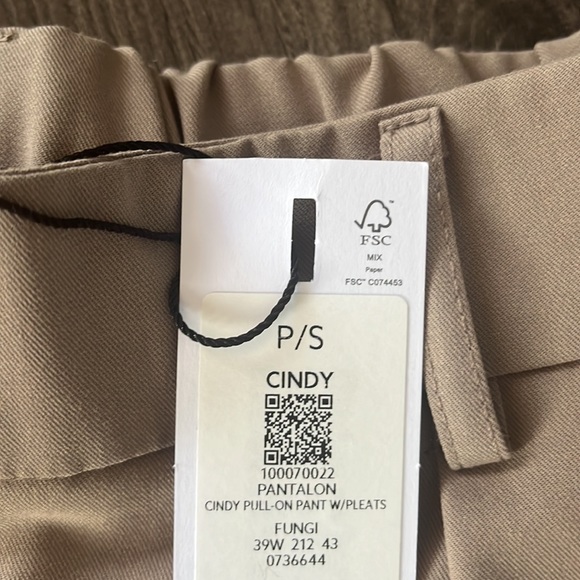 FSC
MIX
Paper
FSC™ C074453
P/S
CINDY
100070022
PANTALON
CINDY PULL-ON PANT W/PLEATS
FUNGI
39W 212 43
0736644